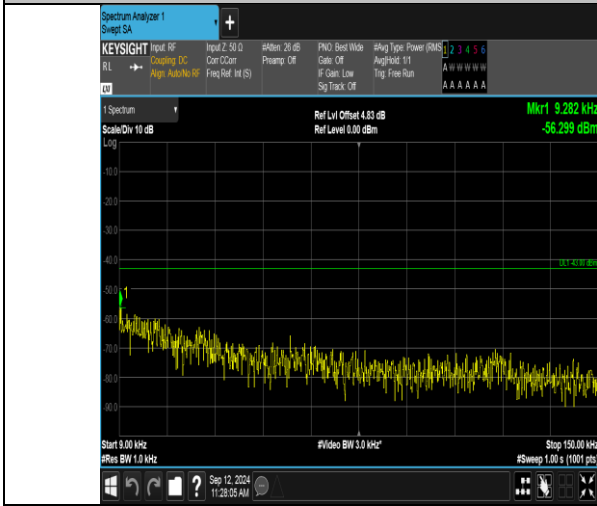 Spectrum Analyzer 1
Swept SA
+
KEYSIGHT Input: RF Input Z: 50 Ω #Atten: 26 dB PNO: Best Wide #Avg Type: Power (RMS 1 2 3 4 5 6
RL Coupling: DC Corr CCorr Preamp: Off Gate: Off Avg|Hold: 1/1 A W W W W W
Align: Auto/No RF Freq Ref: Int (S) IF Gain: Low Trig: Free Run
LXI Sig Track: Off A A A A A A
1 Spectrum Ref Lvl Offset 4.83 dB Mkr1 9.282 kHz
Scale/Div 10 dB Ref Level 0.00 dBm -56.299 dBm
Log
-10.0
-20.0
-30.0
-40.0
DL1 -43.00 dBm
-50.0
1
-60.0
-70.0
-80.0
-90.0
Start 9.00 kHz #Video BW 3.0 kHz* Stop 150.00 kHz
#Res BW 1.0 kHz #Sweep 1.00 s (1001 pts)
? Sep 12, 2024
11:28:05 AM